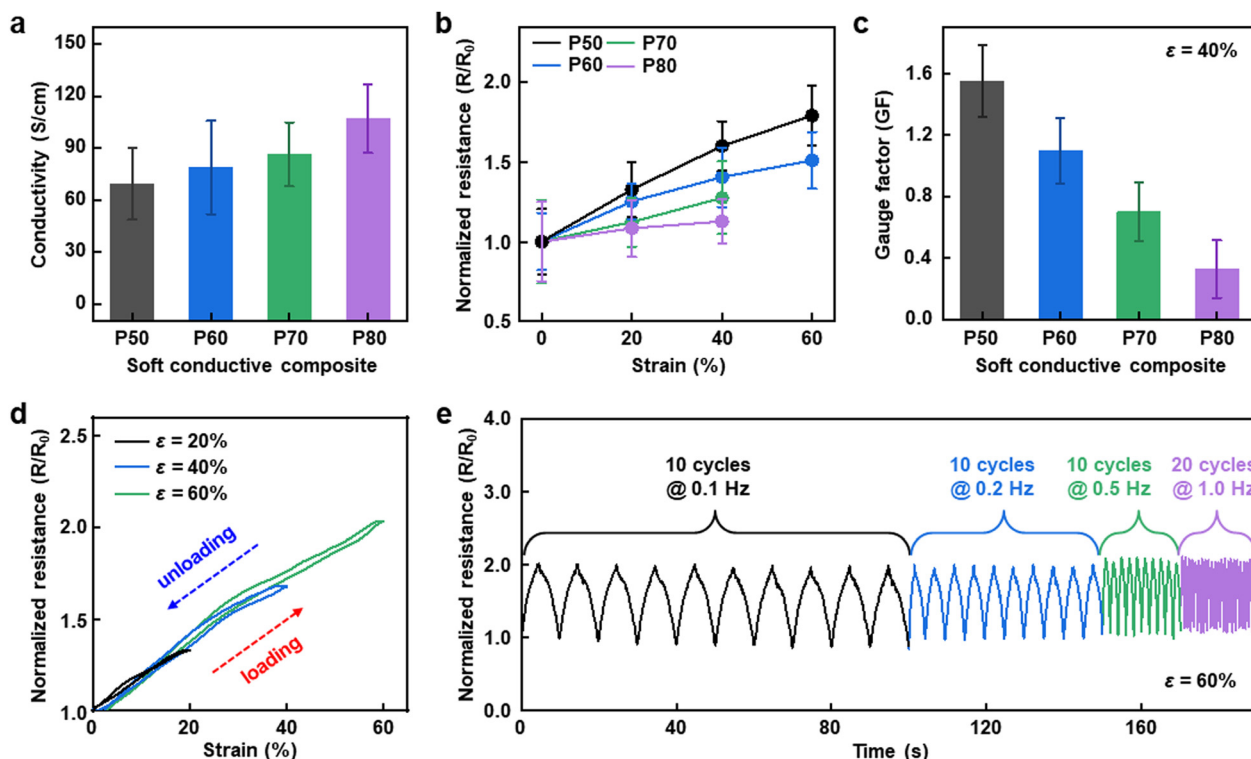 a
150
120
90
60
30
0
Conductivity (S/cm)
P50 P60 P70 P80
Soft conductive composite
b
P50 P70
P60 P80
2.0
1.5
1.0
0.5
Normalized resistance (R/R0)
0 20 40 60
Strain (%)
c
ε = 40%
1.6
1.2
0.8
0.4
0.0
Gauge factor (GF)
P50 P60 P70 P80
Soft conductive composite
d
ε = 20%
ε = 40%
ε = 60%
2.5
2.0
1.5
1.0
Normalized resistance (R/R0)
unloading
loading
0 20 40 60
Strain (%)
e
4.0
3.0
2.0
1.0
0.0
Normalized resistance (R/R0)
10 cycles
@ 0.1 Hz
10 cycles
@ 0.2 Hz
10 cycles
@ 0.5 Hz
20 cycles
@ 1.0 Hz
ε = 60%
0 40 80 120 160
Time (s)